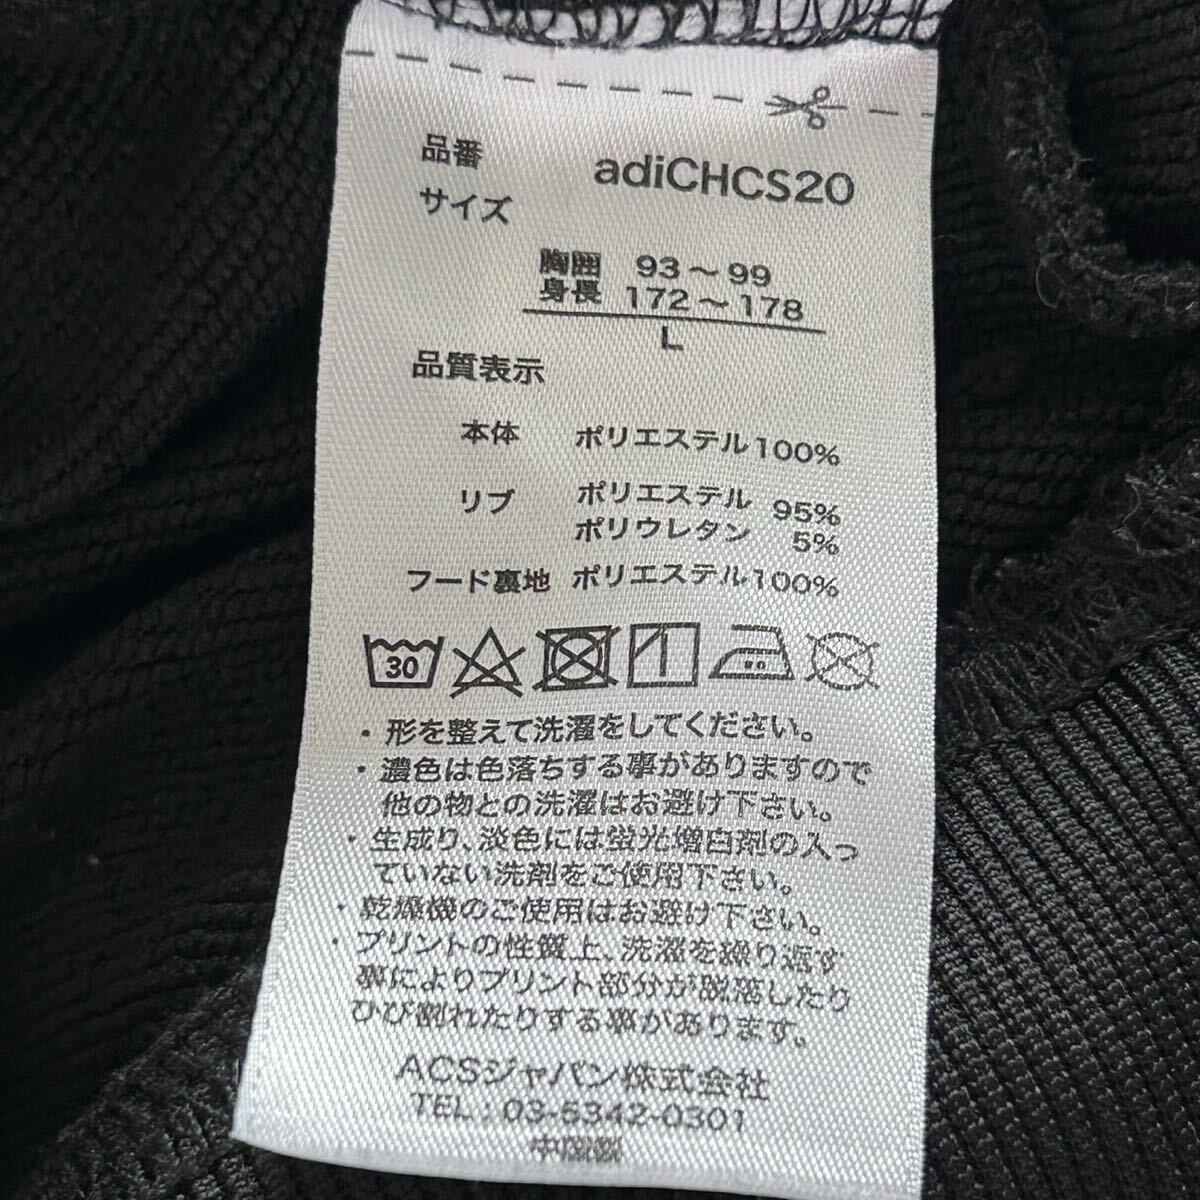 品番 adiCHCS20
サイズ
胸囲 93～99
身長 172～178
L
品質表示
本体 ポリエステル100%
リブ ポリエステル 95%
ポリウレタン 5%
フード裏地 ポリエステル100%
30
・形を整えて洗濯をしてください。
・濃色は色落ちする事がありますので
他の物との洗濯はお避け下さい。
・生成り、淡色には蛍光増白剤の入っ
ていない洗剤をご使用下さい。
・乾燥機のご使用はお避け下さい。
・プリントの性質上、洗濯を繰り返す
事によりプリント部分が脱落したり
ひび割れたりする事があります。
ACSジャパン株式会社
TEL：03-5342-0301
中国製